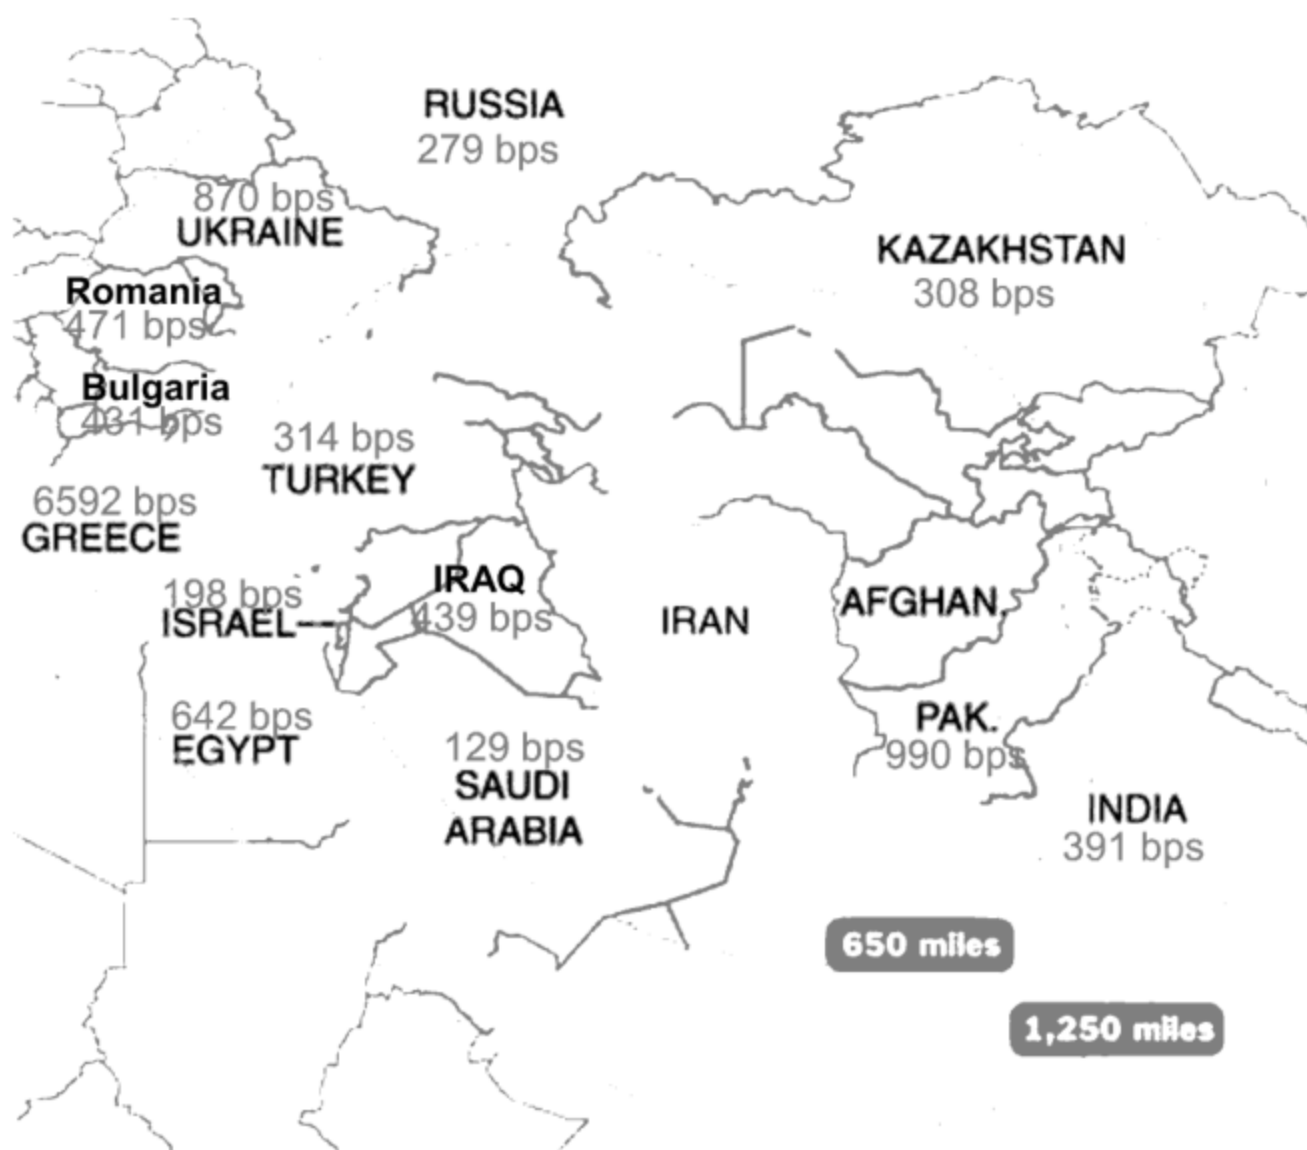 RUSSIA
279 bps
870 bps
UKRAINE
KAZAKHSTAN
308 bps
Romania
471 bps
Bulgaria
431 bps
314 bps
TURKEY
6592 bps
GREECE
198 bps
ISRAEL
IRAQ
439 bps
IRAN
AFGHAN.
642 bps
EGYPT
129 bps
SAUDI
ARABIA
PAK.
990 bps
INDIA
391 bps
650 miles
1,250 miles